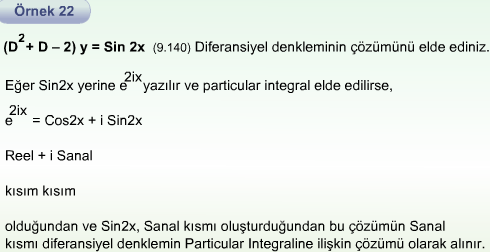 Örnek 22
(D² + D – 2) y = Sin 2x (9.140) Diferansiyel denkleminin çözümünü elde ediniz.
Eğer Sin2x yerine e^2ix yazılır ve particular integral elde edilirse,
e^2ix = Cos2x + i Sin2x
Reel + i Sanal
kısım kısım
olduğundan ve Sin2x, Sanal kısmı oluşturduğundan bu çözümün Sanal
kısmı diferansiyel denklemin Particular Integraline ilişkin çözümü olarak alınır.